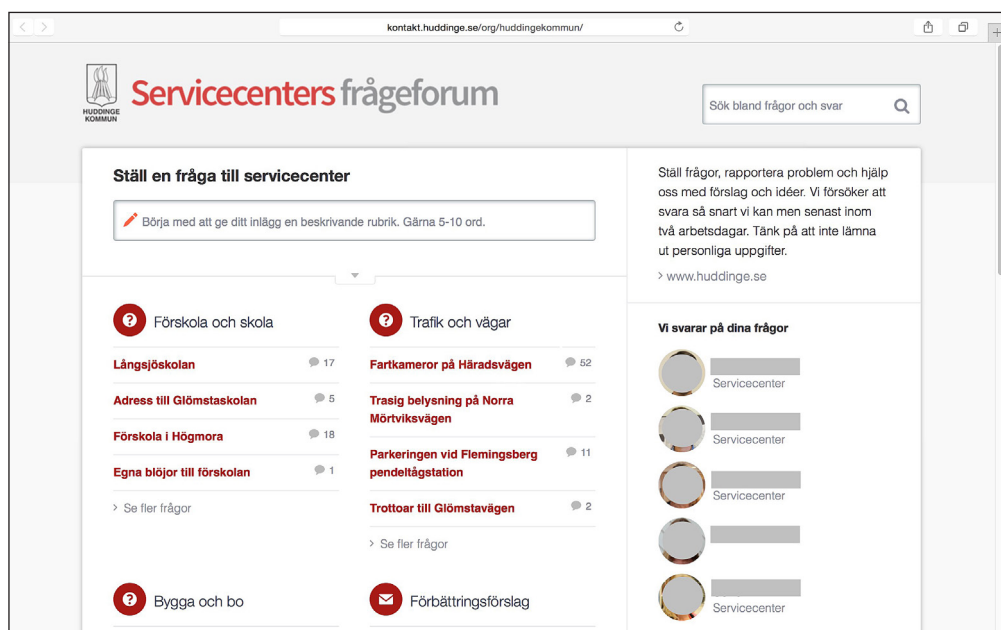 kontakt.huddinge.se/org/huddingekommun/
HUDDINGE
KOMMUN
Servicecenters frågeforum
Sök bland frågor och svar
Ställ en fråga till servicecenter
Börja med att ge ditt inlägg en beskrivande rubrik. Gärna 5-10 ord.
Förskola och skola
Långsjöskolan 17
Adress till Glömstaskolan 5
Förskola i Högmora 18
Egna blöjor till förskolan 1
> Se fler frågor
Trafik och vägar
Fartkameror på Häradsvägen 52
Trasig belysning på Norra 2
Mörtviksvägen
Parkeringen vid Flemingsberg 11
pendeltågstation
Trottoar till Glömstavägen 2
> Se fler frågor
Bygga och bo
Förbättringsförslag
Ställ frågor, rapportera problem och hjälp
oss med förslag och idéer. Vi försöker att
svara så snart vi kan men senast inom
två arbetsdagar. Tänk på att inte lämna
ut personliga uppgifter.
> www.huddinge.se
Vi svarar på dina frågor
Servicecenter
Servicecenter
Servicecenter
Servicecenter